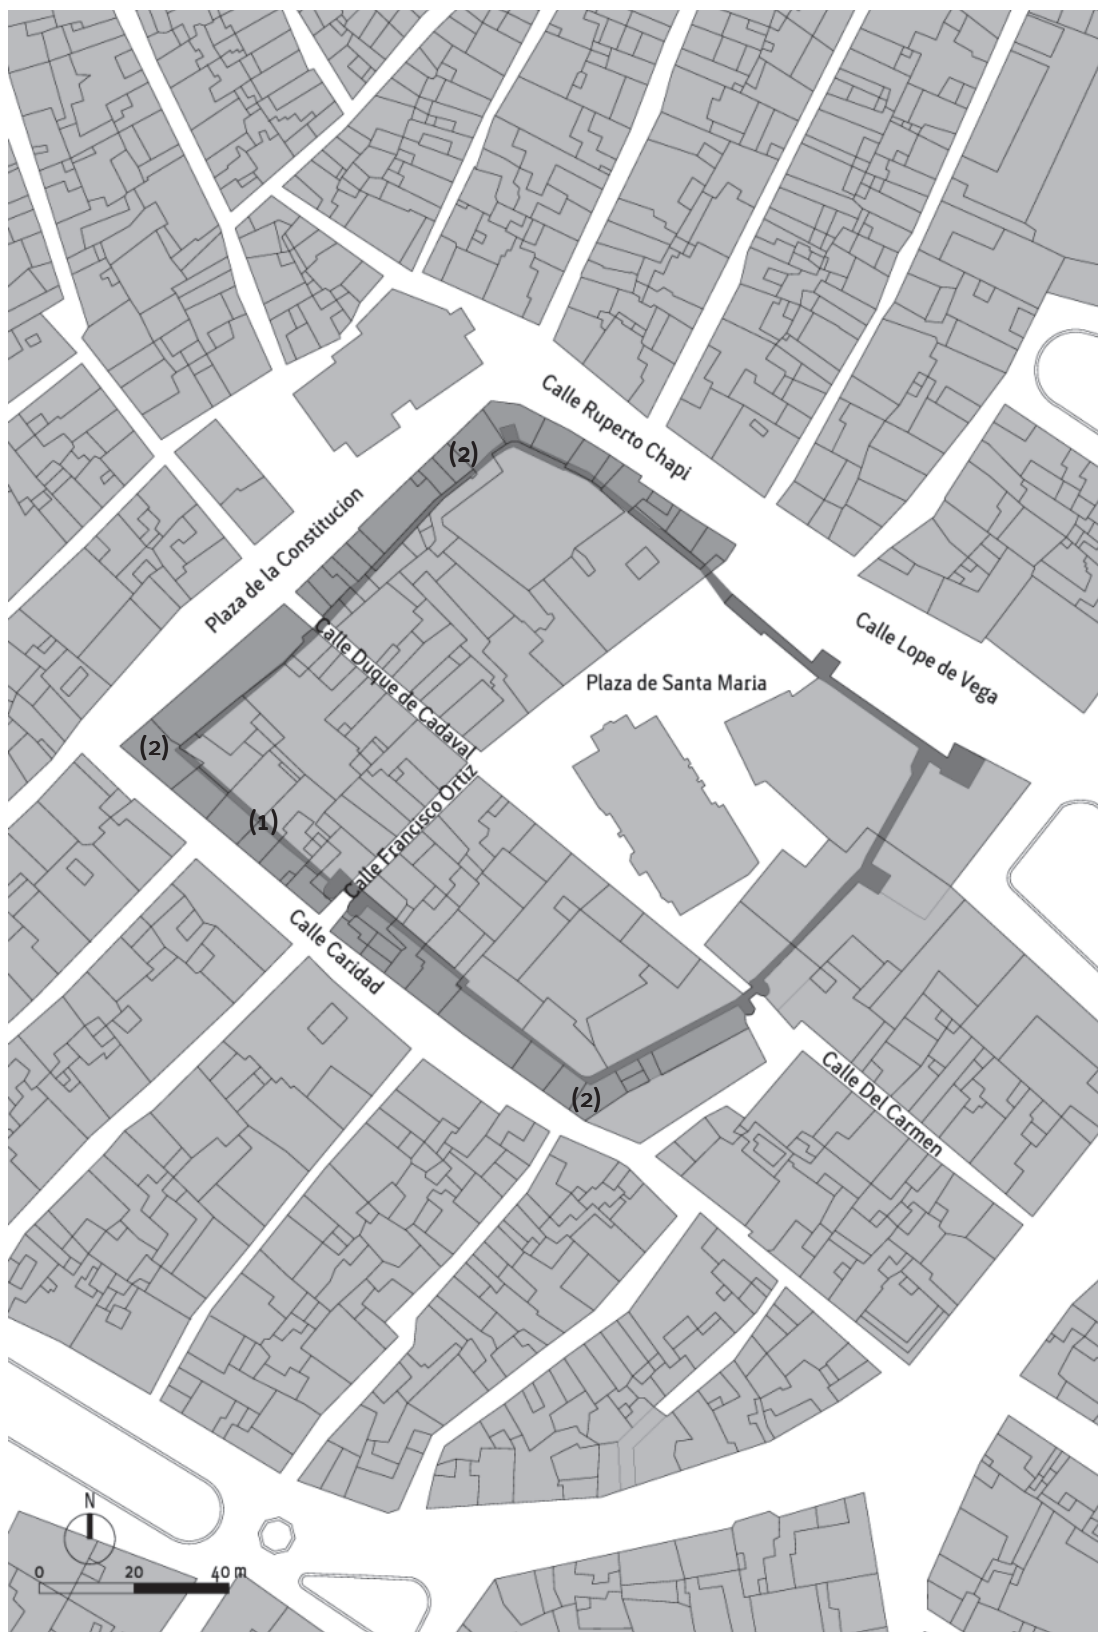 Calle Ruperto Chapi
(2)
Plaza de la Constitucion
Calle Duque de Cadaval
Calle Lope de Vega
Plaza de Santa Maria
(2)
Calle Francisco Ortiz
(1)
Calle Caridad
Calle Del Carmen
(2)
N
0 20 40 m